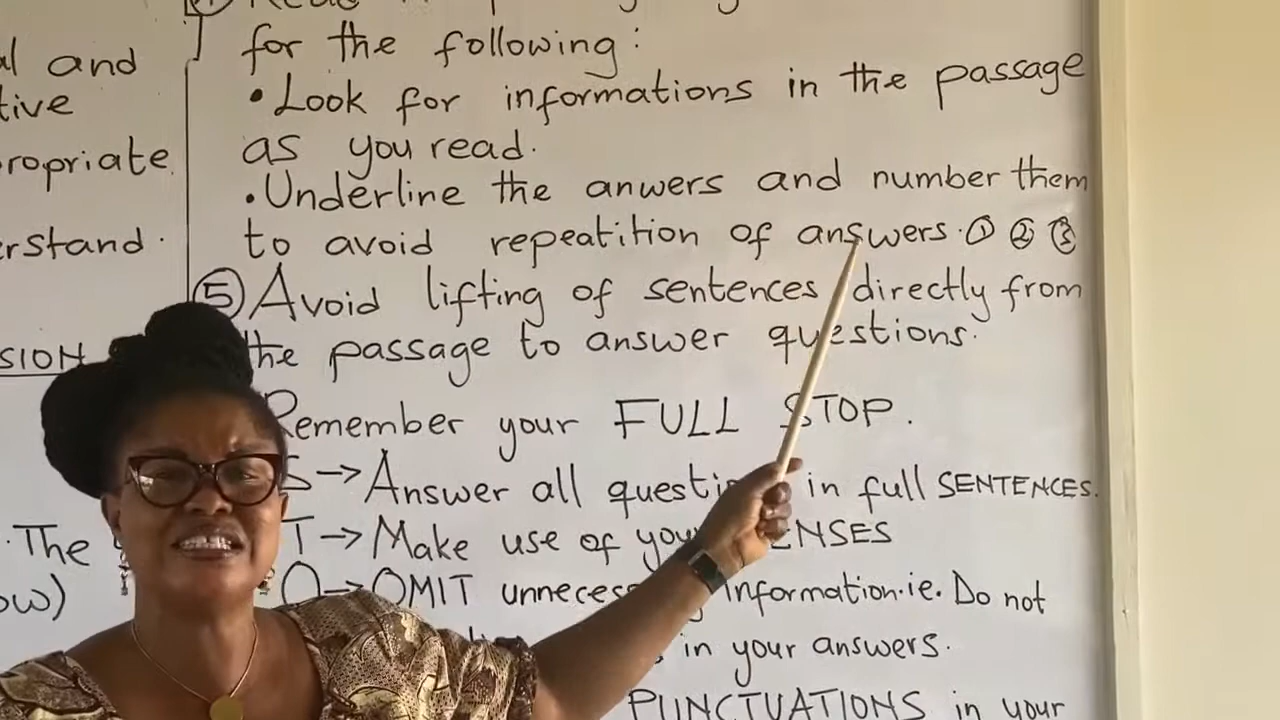 al and
tive
ropriate
erstand.
SION
. The
ow)
④ Read
for the following:
• Look for informations in the passage
as you read.
• Underline the anwers and number them
to avoid repeatition of answers. ① ② ③
⑤ Avoid lifting of sentences directly from
the passage to answer questions.
Remember your FULL STOP.
S → Answer all questi in full SENTENCES.
T → Make use of you ENSES
O → OMIT unneces information. ie. Do not
in your answers.
PUNCTUATIONS in your